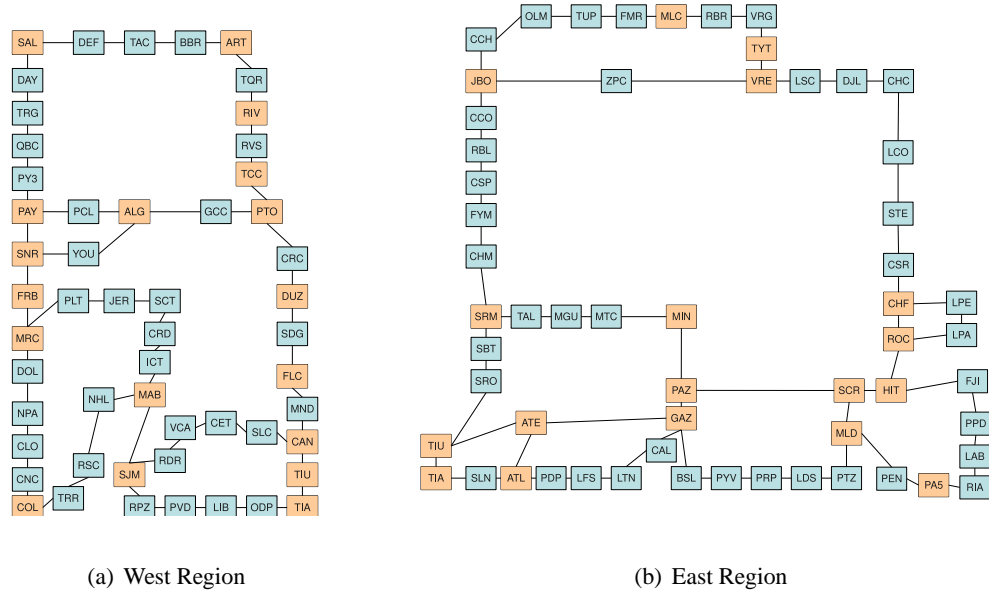 OLM TUP FMR MLC RBR VRG
SAL DEF TAC BBR ART
CCH
TYT
DAY TQR
JBO ZPC VRE LSC DJL CHC
TRG RIV
CCO
QBC RVS
RBL
LCO
PY3 TCC
CSP
PAY PCL ALG GCC PTO
FYM
STE
SNR YOU
CRC
CHM
CSR
FRB PLT JER SCT DUZ
CHF LPE
SRM TAL MGU MTC MIN
MRC CRD SDG
ROC LPA
SBT
DOL ICT FLC
SRO
FJI
NHL MAB
PAZ SCR HIT
NPA MND
VCA CET SLC
ATE GAZ
MLD PPD
CLO CAN
TIU
RSC RDR
CAL
LAB
CNC SJM TIU
TIA SLN ATL PDP LFS LTN BSL PYV PRP LDS PTZ PEN PA5 RIA
TRR
COL RPZ PVD LIB ODP TIA
(a) West Region
(b) East Region